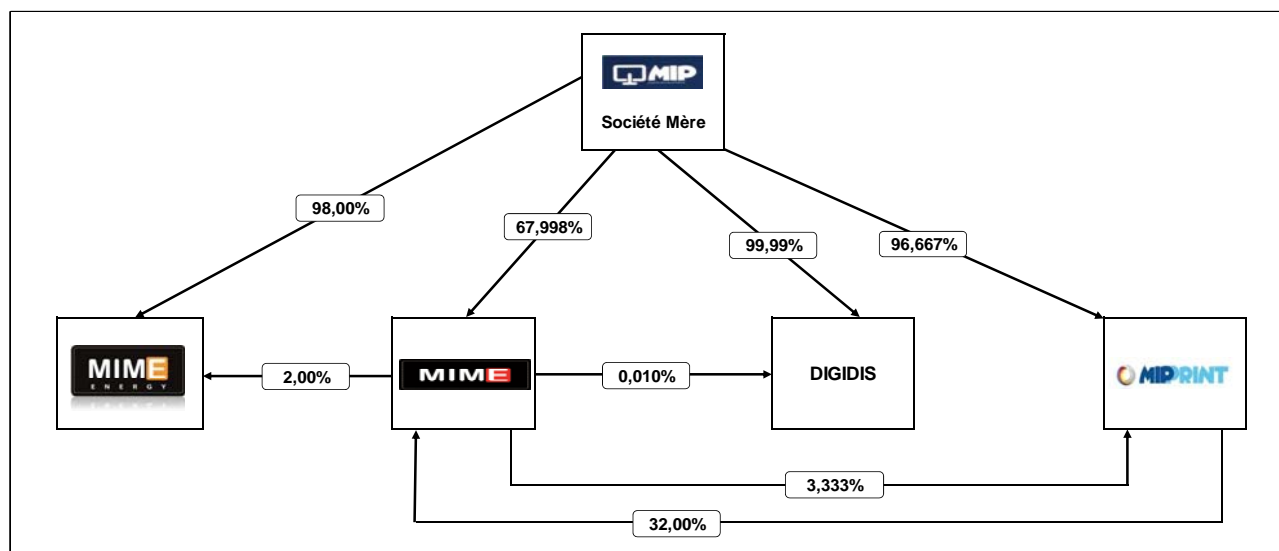 MIP
Société Mère
98,00%
67,998%
99,99%
96,667%
MIME
ENERGY
2,00%
MIME
0,010%
DIGIDIS
MIPPRINT
3,333%
32,00%